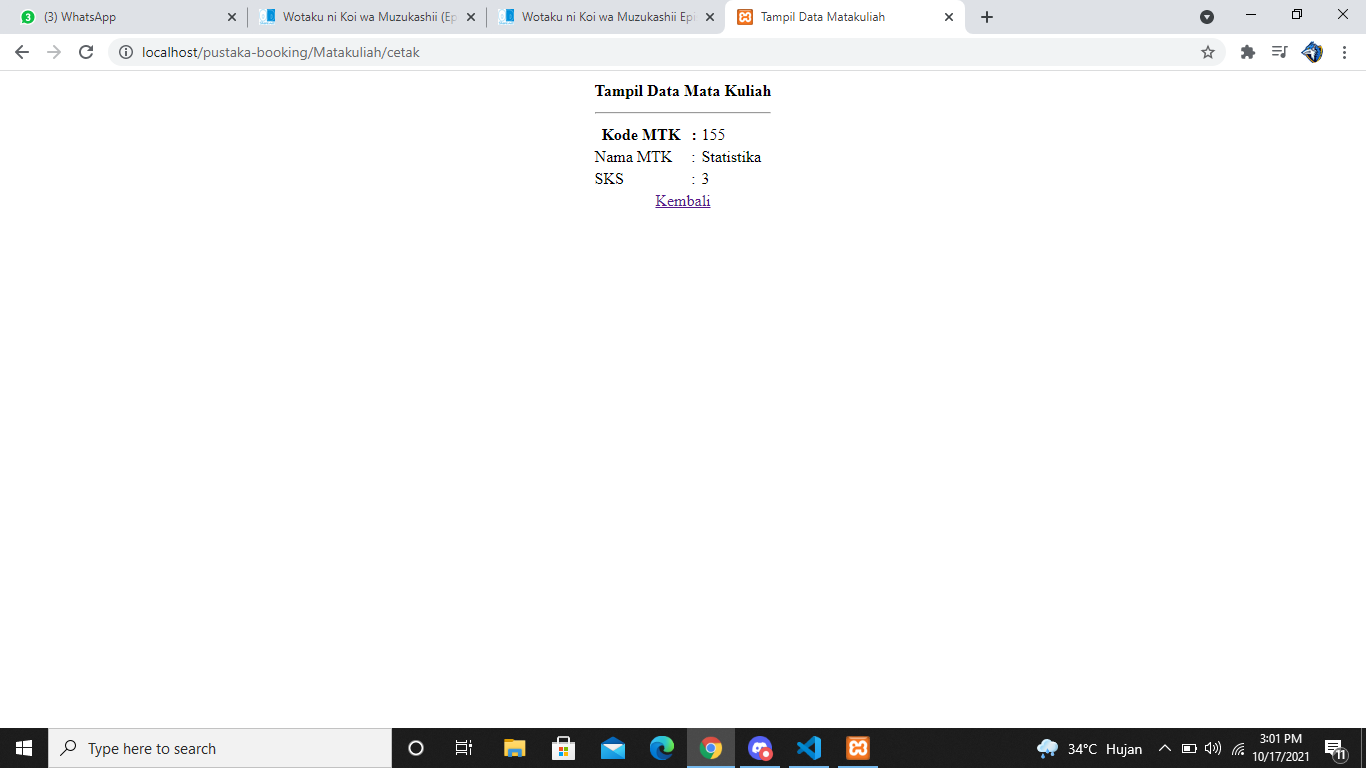 3 (3) WhatsApp
Wotaku ni Koi wa Muzukashii (Ep
Wotaku ni Koi wa Muzukashii Epi
Tampil Data Matakuliah
localhost/pustaka-booking/Matakuliah/cetak
Tampil Data Mata Kuliah
Kode MTK : 155
Nama MTK : Statistika
SKS : 3
Kembali
Type here to search
34°C Hujan
3:01 PM
10/17/2021
11